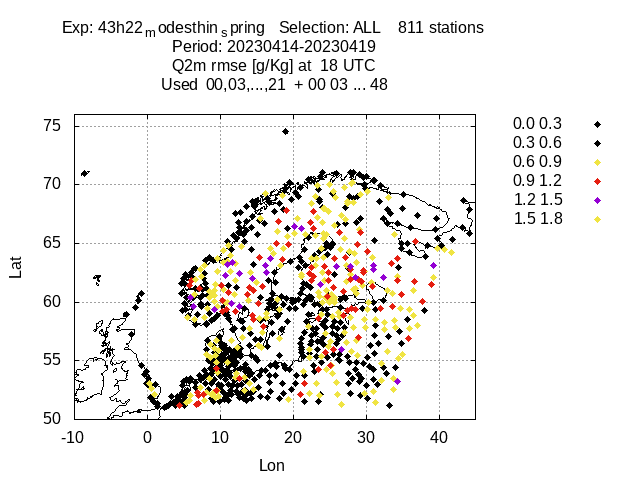 Exp: 43h22modesthinspring   Selection: ALL    811 stations
Period: 20230414-20230419
Q2m rmse [g/Kg] at  18 UTC
Used  00,03,...,21  + 00 03 ... 48
0.0 0.3
0.3 0.6
0.6 0.9
0.9 1.2
1.2 1.5
1.5 1.8
75
70
65
60
55
50
Lat
-10 0 10 20 30 40
Lon